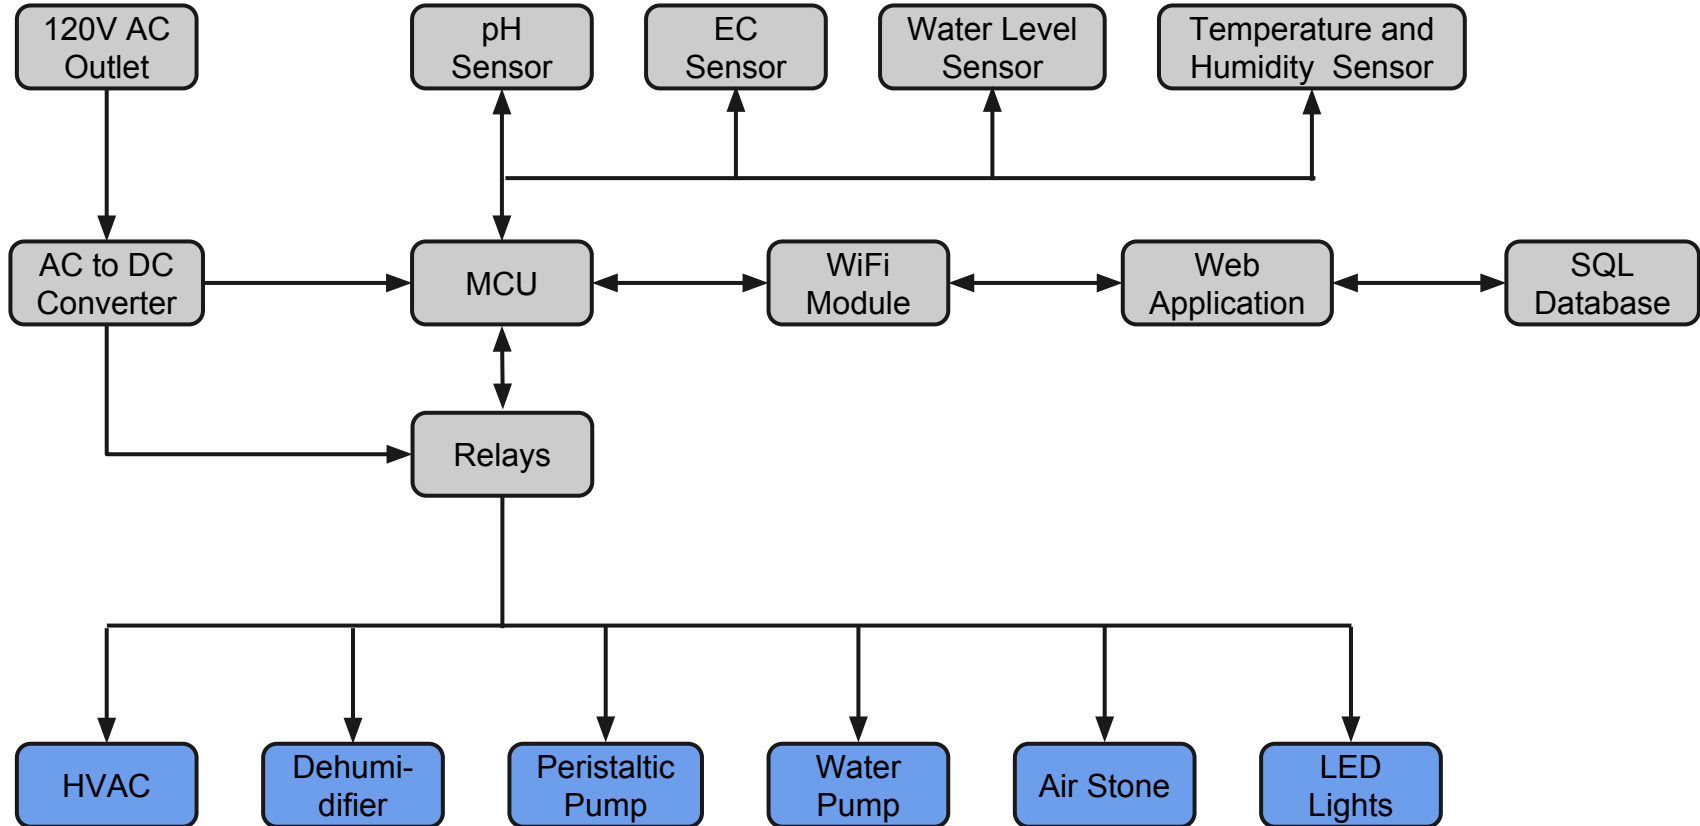 120V AC
Outlet
pH
Sensor
EC
Sensor
Water Level
Sensor
Temperature and
Humidity  Sensor
AC to DC
Converter
MCU
WiFi
Module
Web
Application
SQL
Database
Relays
HVAC
Dehumi-
difier
Peristaltic
Pump
Water
Pump
Air Stone
LED
Lights